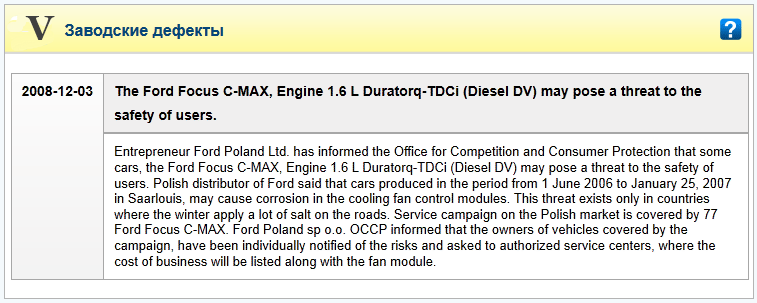 V Заводские дефекты ?
2008-12-03
The Ford Focus C-MAX, Engine 1.6 L Duratorq-TDCi (Diesel DV) may pose a threat to the
safety of users.
Entrepreneur Ford Poland Ltd. has informed the Office for Competition and Consumer Protection that some
cars, the Ford Focus C-MAX, Engine 1.6 L Duratorq-TDCi (Diesel DV) may pose a threat to the safety of
users. Polish distributor of Ford said that cars produced in the period from 1 June 2006 to January 25, 2007
in Saarlouis, may cause corrosion in the cooling fan control modules. This threat exists only in countries
where the winter apply a lot of salt on the roads. Service campaign on the Polish market is covered by 77
Ford Focus C-MAX. Ford Poland sp o.o. OCCP informed that the owners of vehicles covered by the
campaign, have been individually notified of the risks and asked to authorized service centers, where the
cost of business will be listed along with the fan module.